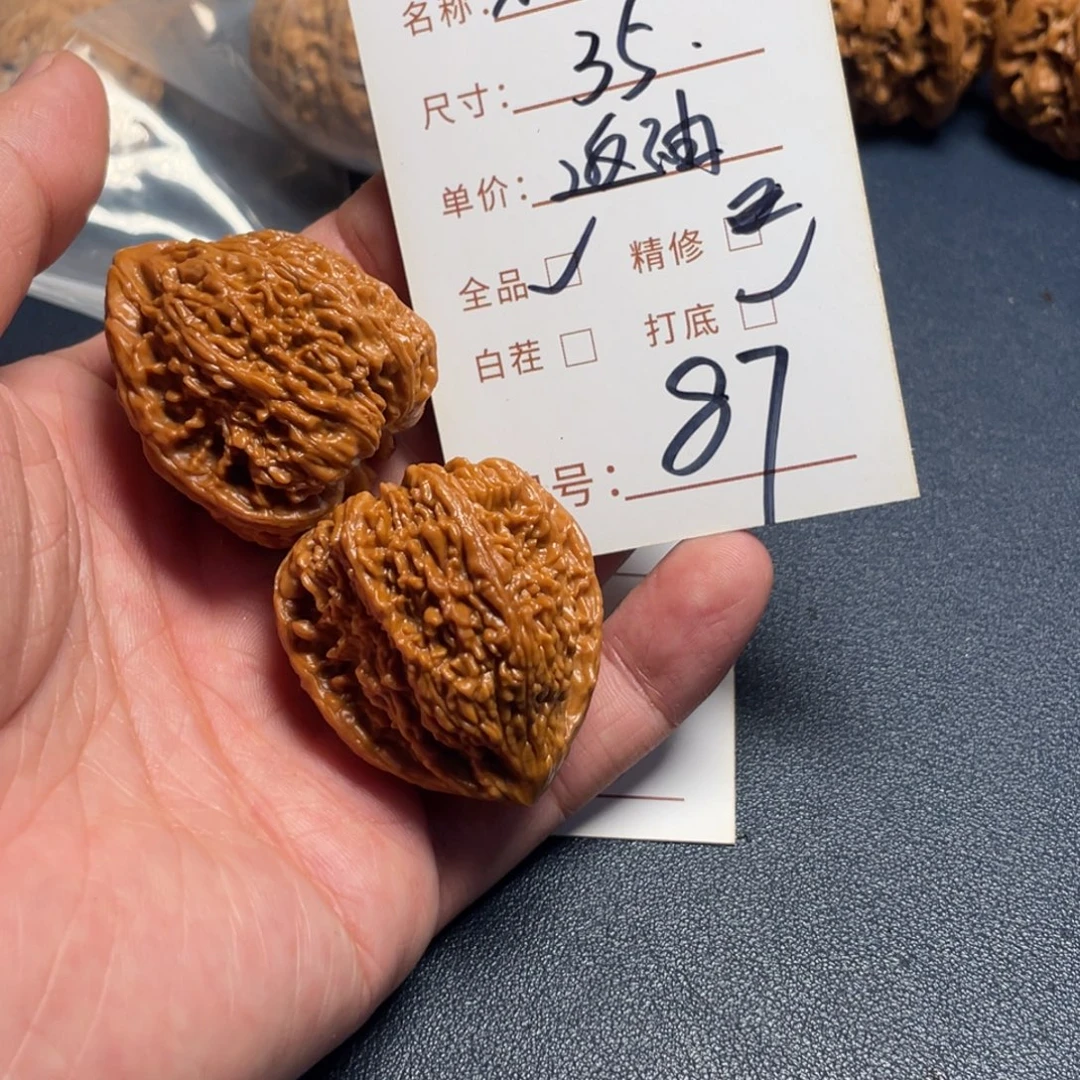 名称:
尺寸: 35.
单价: 返油
全品 精修
白茬 打底
号: 87